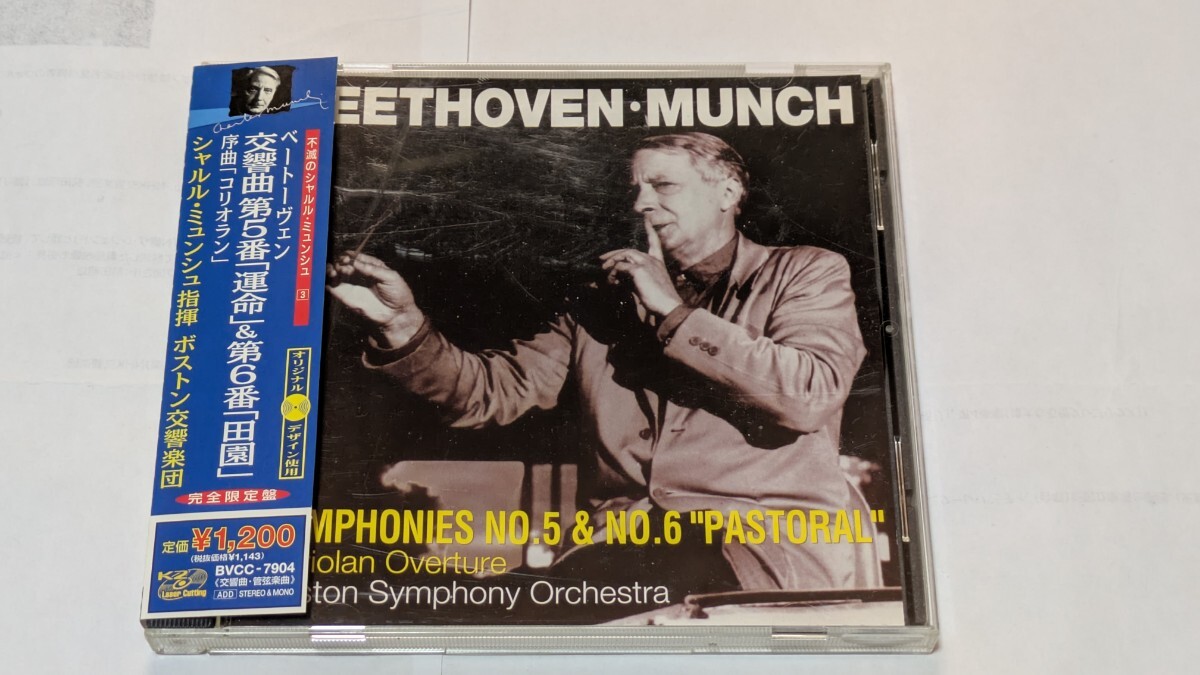 不滅のシャルル・ミュンシュ 3
ベートーヴェン
交響曲 第5番「運命」&第6番「田園」
序曲「コリオラン」
シャルル・ミュンシュ指揮 ボストン交響楽団
オリジナル デザイン使用
完全限定盤
定価 ¥1,200
(税抜価格¥1,143)
BVCC-7904
《交響曲・管弦楽曲》
K2
Laser Cutting
ADD STEREO & MONO
EETHOVEN·MUNCH
MPHONIES NO.5 & NO.6 "PASTORAL"
iolan Overture
ston Symphony Orchestra